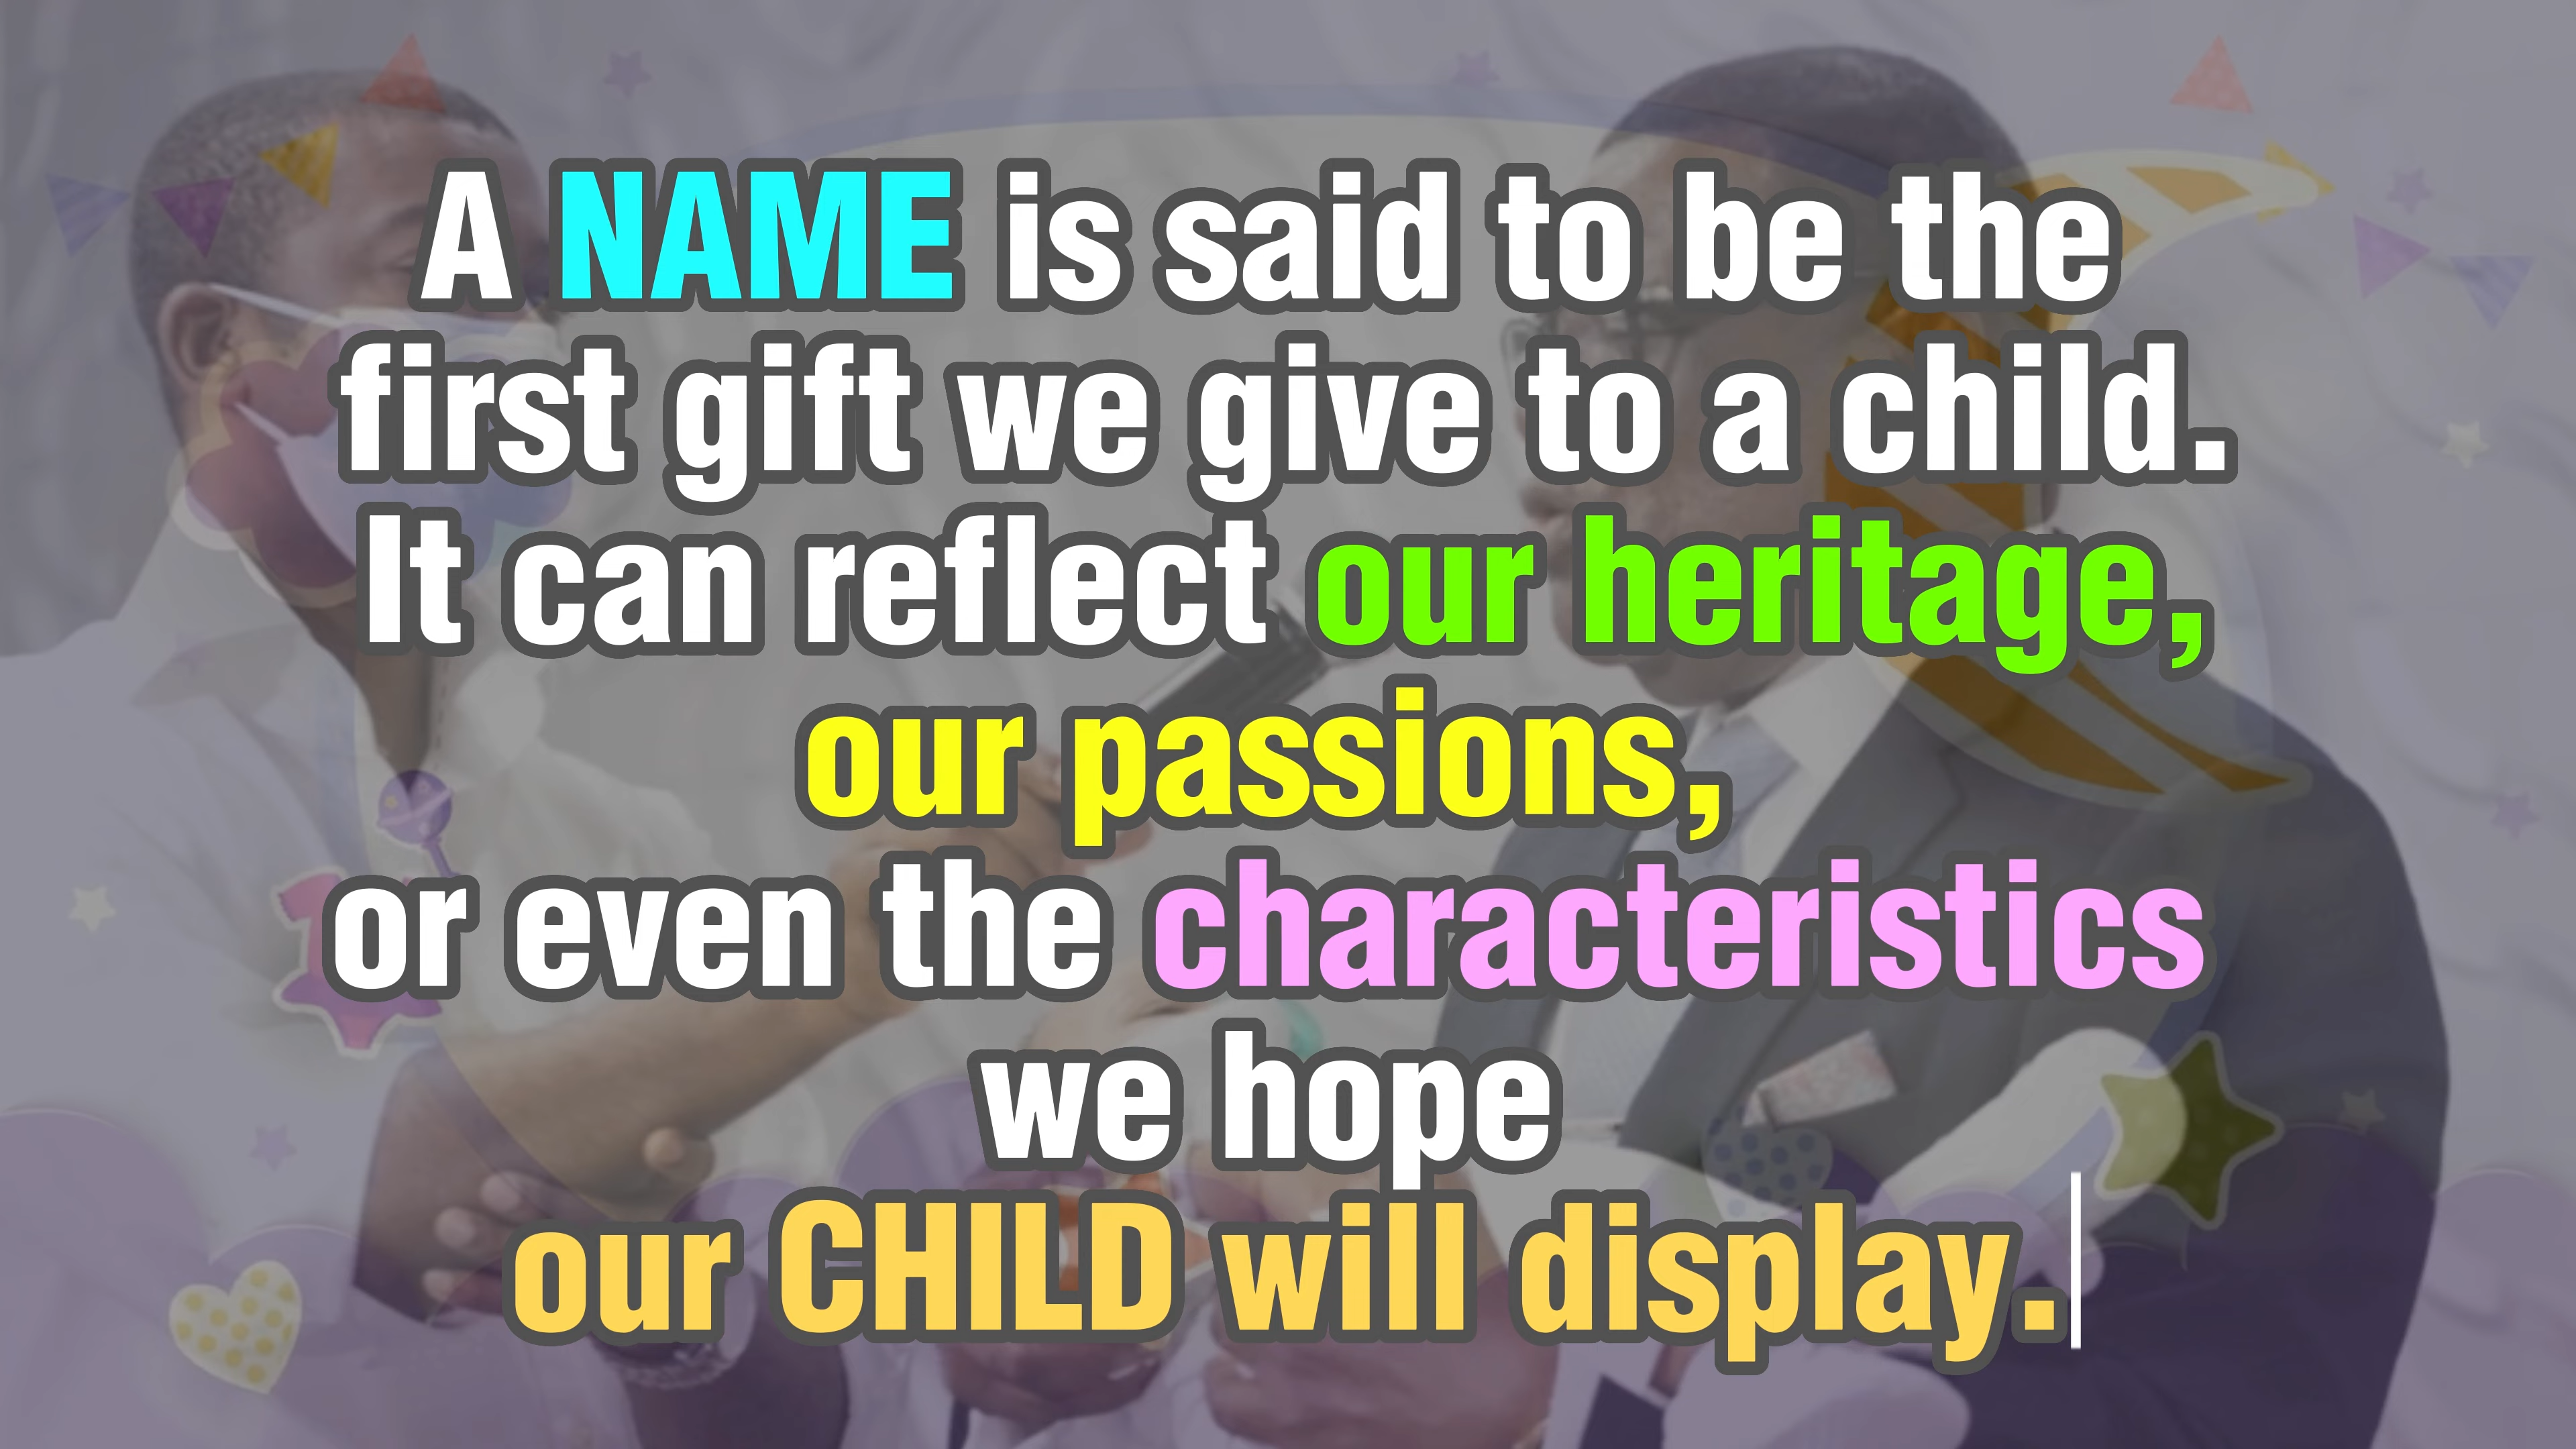 A NAME is said to be the
first gift we give to a child.
It can reflect our heritage,
our passions,
or even the characteristics
we hope
our CHILD will display.